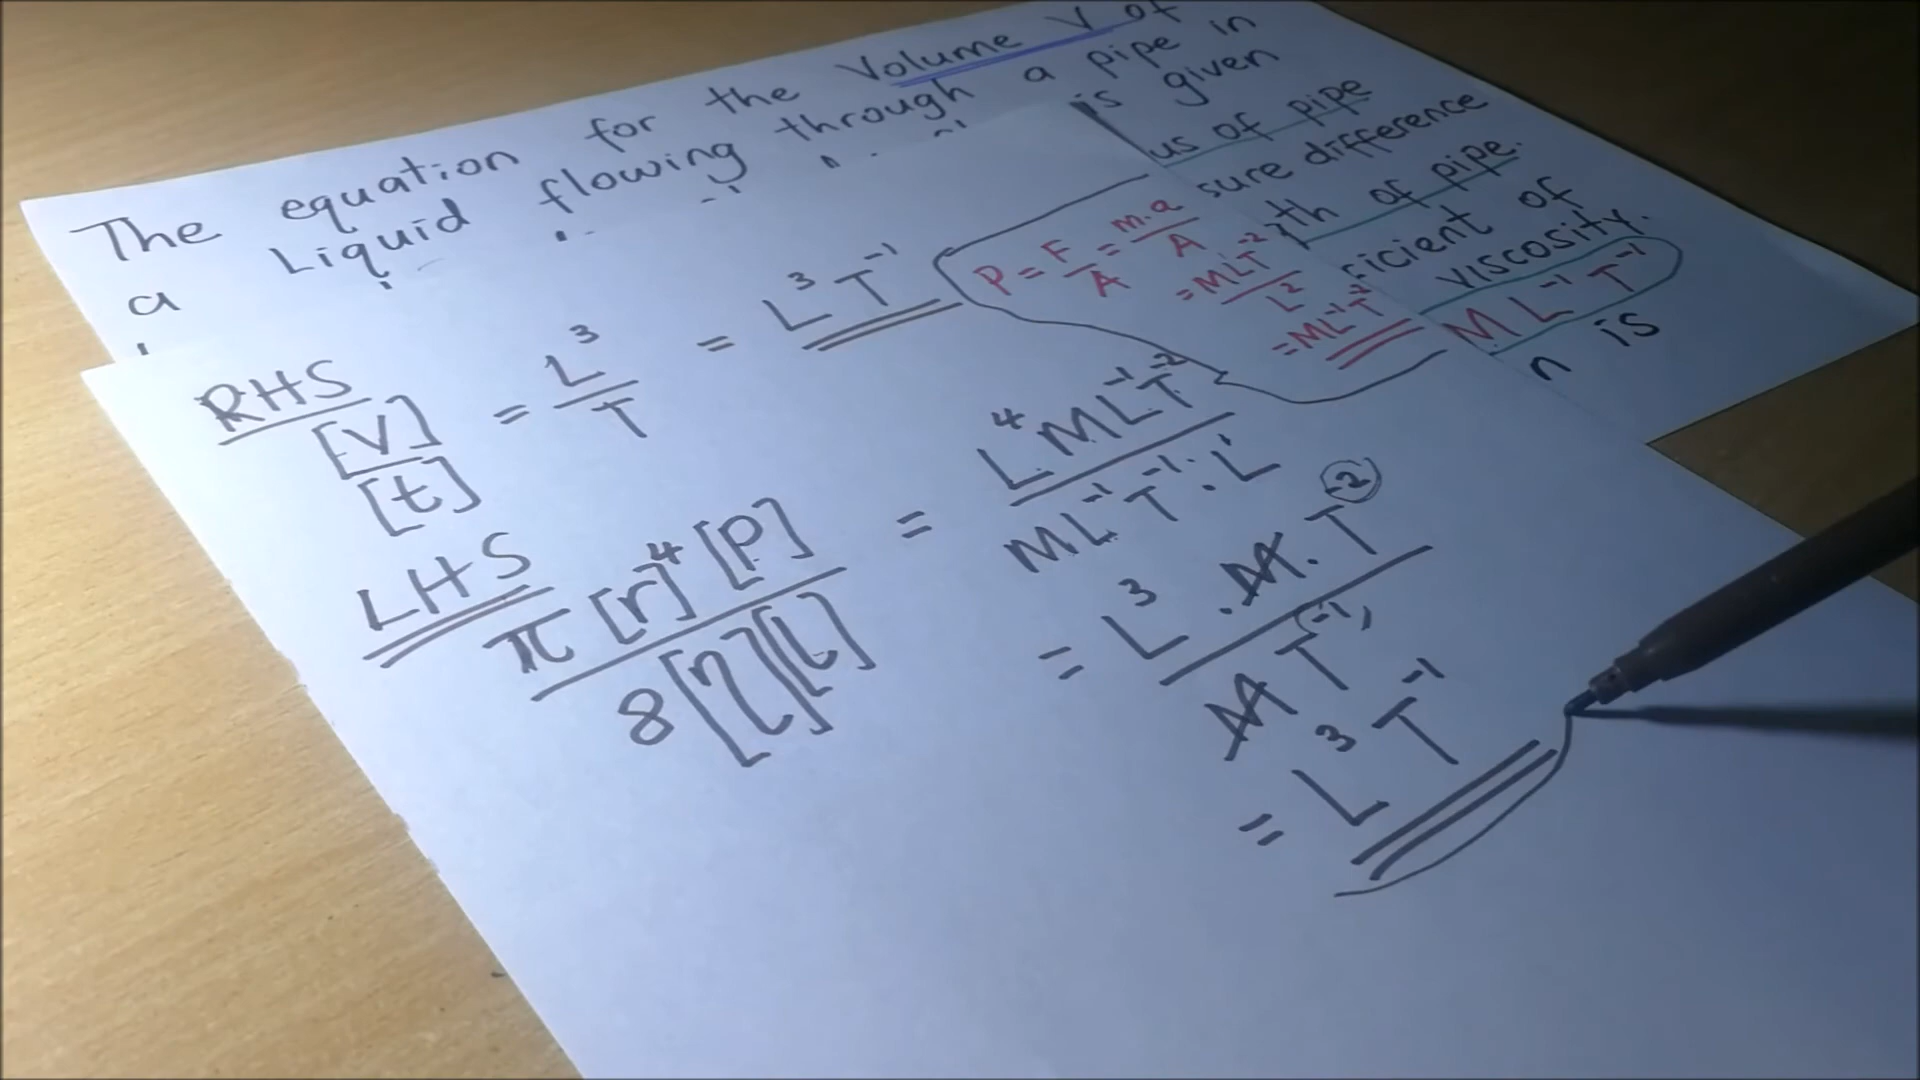 The equation for the Volume V of
a Liquid flowing through a pipe in
is given
us of pipe
sure difference
gth of pipe.
ficient of
viscosity.
ML⁻¹T⁻¹
n is
P = F/A = m.a/A
= MLT⁻²/L²
= ML⁻¹T⁻²
RHS
[V]/[t] = L³/T = L³T⁻¹
LHS
π[r]⁴[P]/8[η][l] = L⁴ML⁻¹T⁻²/ML⁻¹T⁻¹.L¹
= L³.M.T⁻²/MT⁻¹
= L³T⁻¹